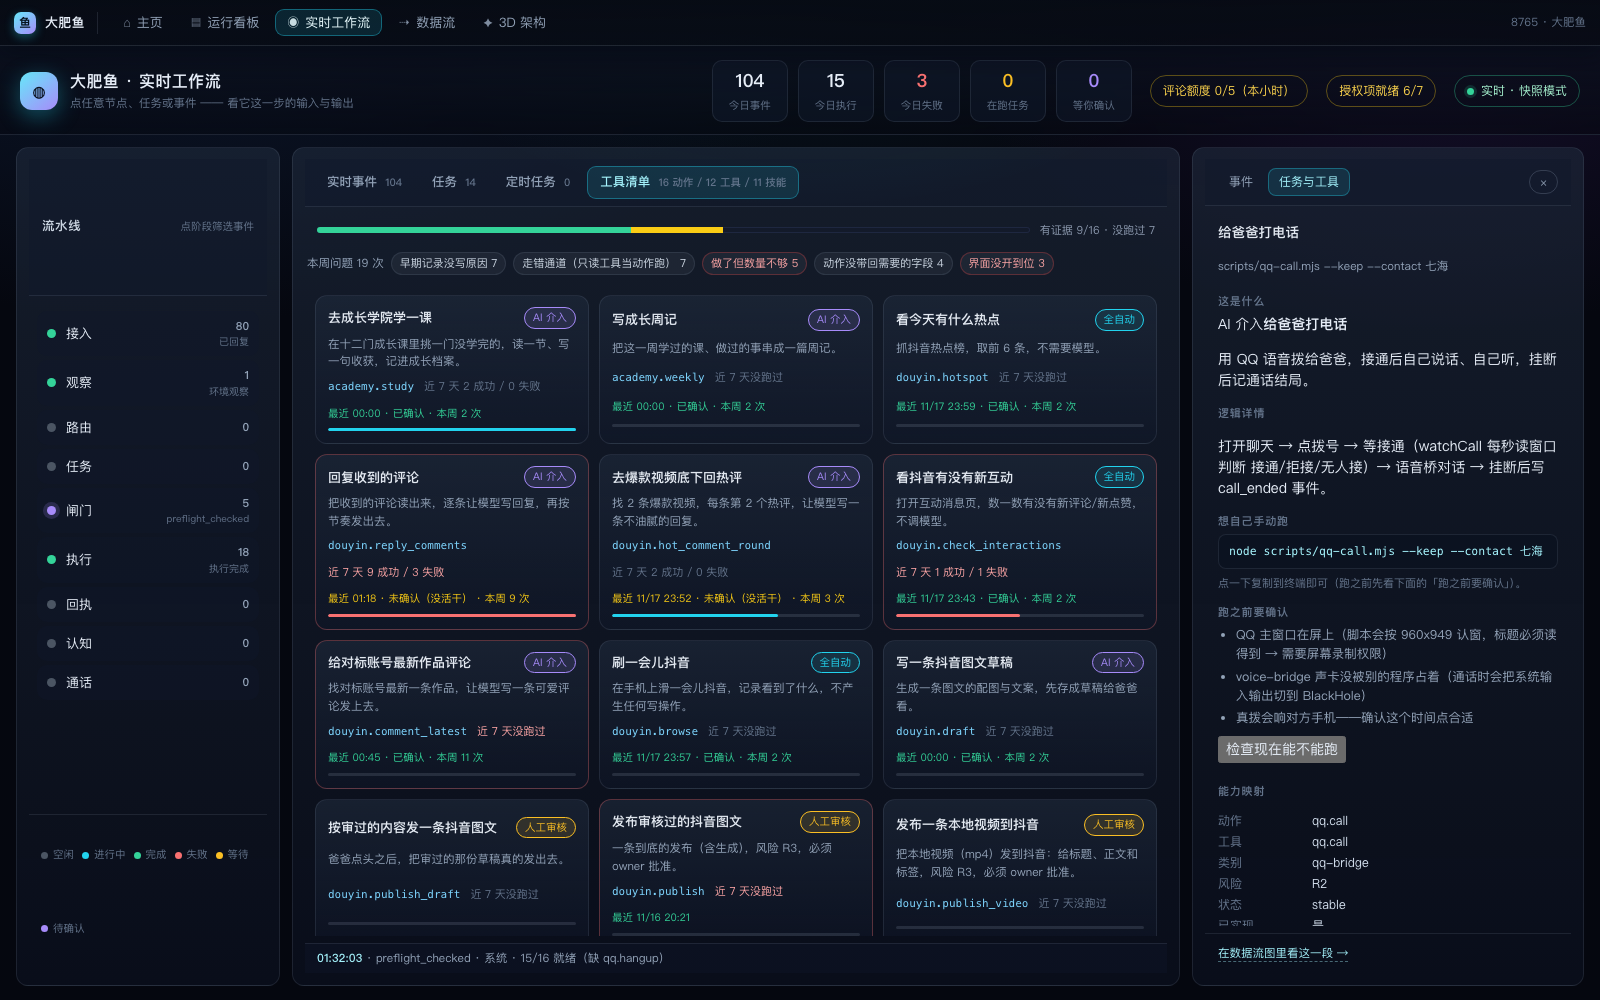 鱼 大肥鱼
主页
运行看板
实时工作流
数据流
3D 架构
8765 · 大肥鱼
大肥鱼 · 实时工作流
点任意节点、任务或事件 —— 看它这一步的输入与输出
104
今日事件
15
今日执行
3
今日失败
0
在跑任务
0
等你确认
评论额度 0/5（本小时）
授权项就绪 6/7
实时 · 快照模式
流水线
点阶段筛选事件
接入
80
已回复
观察
1
环境观察
路由 0
任务 0
闸门
5
preflight_checked
执行
18
执行完成
回执 0
认知 0
通话 0
空闲 进行中 完成 失败 等待
待确认
实时事件 104
任务 14
定时任务 0
工具清单 16 动作 / 12 工具 / 11 技能
有证据 9/16 · 没跑过 7
本周问题 19 次
早期记录没写原因 7
走错通道（只读工具当动作跑） 7
做了但数量不够 5
动作没带回需要的字段 4
界面没开到位 3
去成长学院学一课
AI 介入
在十二门成长课里挑一门没学完的，读一节、写
一句收获，记进成长档案。
academy.study 近 7 天 2 成功 / 0 失败
最近 00:00 · 已确认 · 本周 2 次
写成长周记
AI 介入
把这一周学过的课、做过的事串成一篇周记。
academy.weekly 近 7 天没跑过
最近 00:00 · 已确认 · 本周 2 次
看今天有什么热点
全自动
抓抖音热点榜，取前 6 条，不需要模型。
douyin.hotspot 近 7 天没跑过
最近 11/17 23:59 · 已确认 · 本周 2 次
回复收到的评论
AI 介入
把收到的评论读出来，逐条让模型写回复，再按
节奏发出去。
douyin.reply_comments
近 7 天 9 成功 / 3 失败
最近 01:18 · 未确认（没活干） · 本周 9 次
去爆款视频底下回热评
AI 介入
找 2 条爆款视频，每条第 2 个热评，让模型写一
条不油腻的回复。
douyin.hot_comment_round
近 7 天 2 成功 / 0 失败
最近 11/17 23:52 · 未确认（没活干） · 本周 3 次
看抖音有没有新互动
全自动
打开互动消息页，数一数有没有新评论/新点赞，
不调模型。
douyin.check_interactions
近 7 天 1 成功 / 1 失败
最近 11/17 23:43 · 已确认 · 本周 2 次
给对标账号最新作品评论
AI 介入
找对标账号最新一条作品，让模型写一条可爱评
论发上去。
douyin.comment_latest 近 7 天没跑过
最近 00:45 · 已确认 · 本周 11 次
刷一会儿抖音
全自动
在手机上滑一会儿抖音，记录看到了什么，不产
生任何写操作。
douyin.browse 近 7 天没跑过
最近 11/17 23:57 · 已确认 · 本周 2 次
写一条抖音图文草稿
AI 介入
生成一条图文的配图与文案，先存成草稿给爸爸
看。
douyin.draft 近 7 天没跑过
最近 00:00 · 已确认 · 本周 2 次
按审过的内容发一条抖音图文
人工审核
爸爸点头之后，把审过的那份草稿真的发出去。
douyin.publish_draft 近 7 天没跑过
发布审核过的抖音图文
人工审核
一条到底的发布（含生成），风险 R3，必须
owner 批准。
douyin.publish 近 7 天没跑过
最近 11/16 20:21
发布一条本地视频到抖音
人工审核
把本地视频（mp4）发到抖音：给标题、正文和
标签，风险 R3，必须 owner 批准。
douyin.publish_video 近 7 天没跑过
01:32:03 · preflight_checked · 系统 · 15/16 就绪（缺 qq.hangup）
事件
任务与工具
×
给爸爸打电话
scripts/qq-call.mjs --keep --contact 七海
这是什么
AI 介入给爸爸打电话
用 QQ 语音拨给爸爸，接通后自己说话、自己听，挂断
后记通话结局。
逻辑详情
打开聊天 → 点拨号 → 等接通（watchCall 每秒读窗口
判断 接通/拒接/无人接）→ 语音桥对话 → 挂断后写
call_ended 事件。
想自己手动跑
node scripts/qq-call.mjs --keep --contact 七海
点一下复制到终端即可（跑之前先看下面的「跑之前要确认」）。
跑之前要确认
• QQ 主窗口在屏上（脚本会按 960x949 认窗，标题必须读
得到 → 需要屏幕录制权限）
• voice-bridge 声卡没被别的程序占着（通话时会把系统输
入输出切到 BlackHole）
• 真拨会响对方手机——确认这个时间点合适
检查现在能不能跑
能力映射
动作 qq.call
工具 qq.call
类别 qq-bridge
风险 R2
状态 stable
已实现 是
在数据流图里看这一段 →